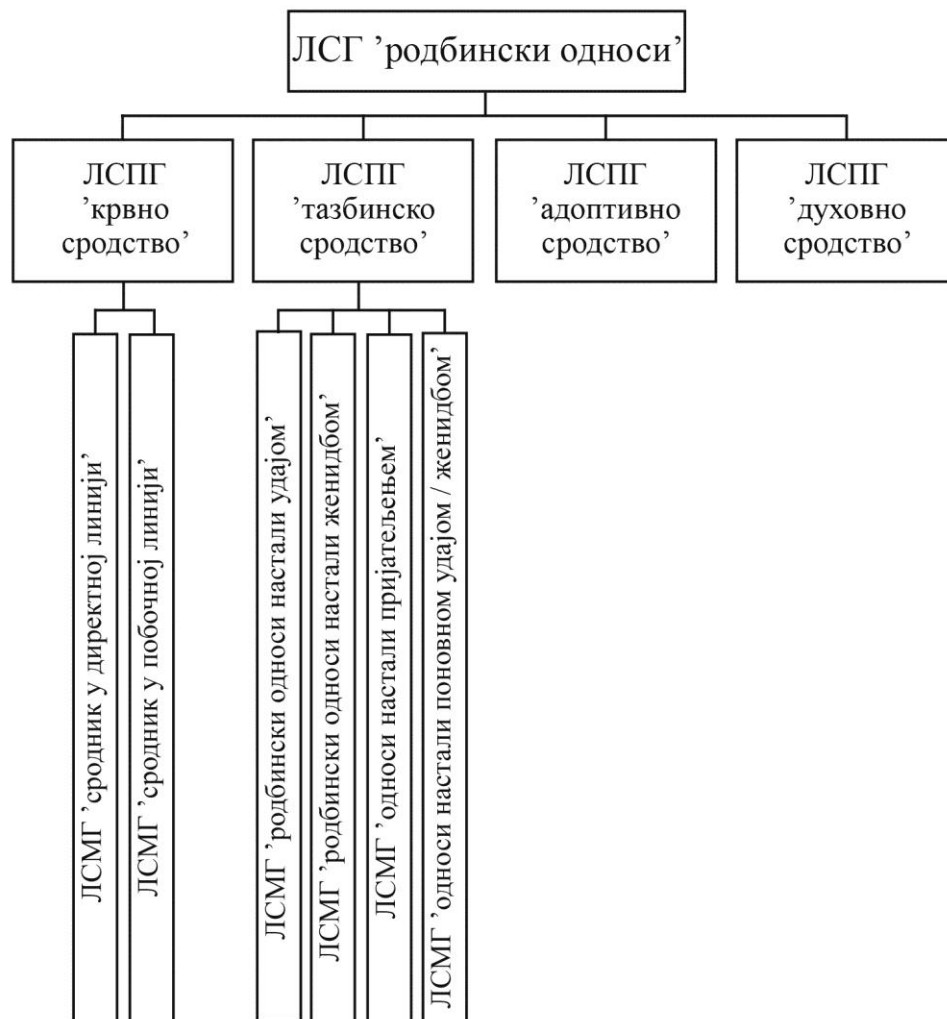 ЛСГ ’родбински односи’
ЛСПГ
’крвно
сродство’
ЛСПГ
’тазбинско
сродство’
ЛСПГ
’адоптивно
сродство’
ЛСПГ
’духовно
сродство’
ЛСМГ ’сродник у директној линији’
ЛСМГ ’сродник у побочној линији’
ЛСМГ ’родбински односи настали удајом’
ЛСМГ ’родбински односи настали женидбом’
ЛСМГ ’односи настали пријатељењем’
ЛСМГ ’односи настали поновном удајом / женидбом’